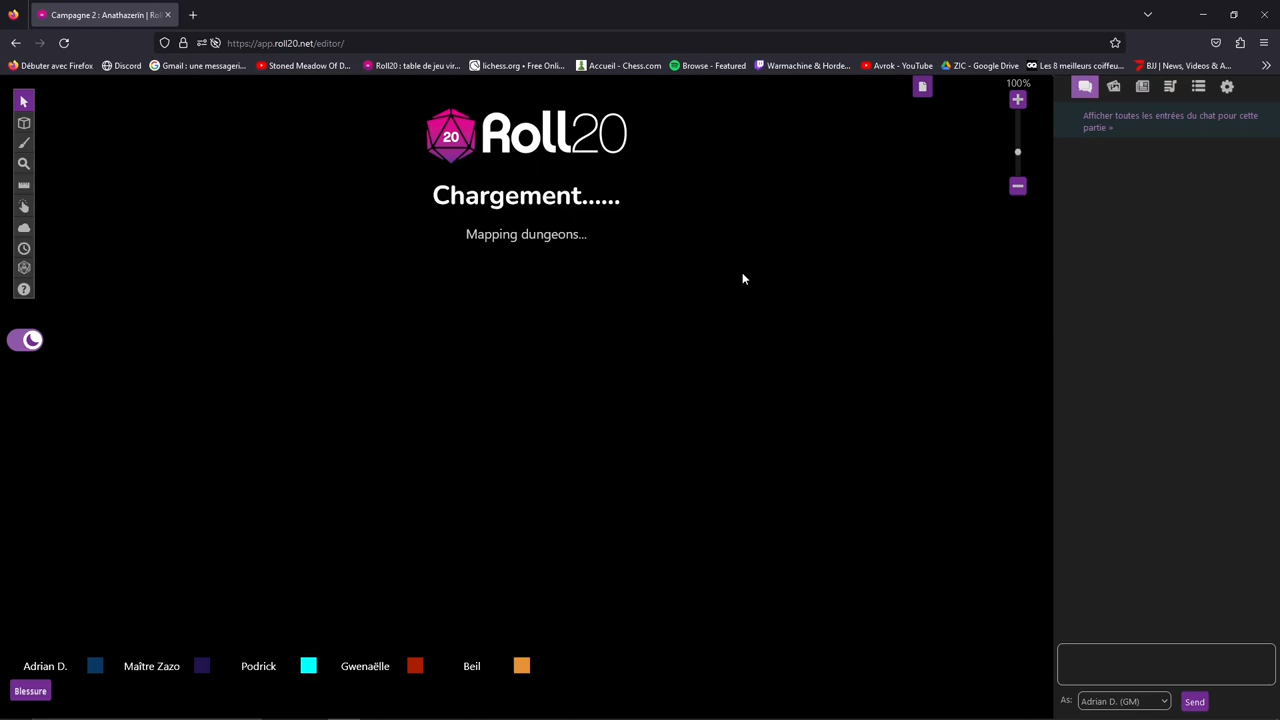 Campagne 2 : Anathazerïn | Roll
https://app.roll20.net/editor/
Débuter avec Firefox
Discord
Gmail : une messageri...
Stoned Meadow Of D...
Roll20 : table de jeu vir...
lichess.org • Free Onli...
Accueil - Chess.com
Browse - Featured
Warmachine & Horde...
Avrok - YouTube
ZIC - Google Drive
Les 8 meilleurs coiffeu...
BJJ | News, Videos & A...
100%
20 Roll20
Chargement......
Mapping dungeons...
Afficher toutes les entrées du chat pour cette
partie »
Adrian D.
Maître Zazo
Podrick
Gwenaëlle
Beil
Blessure
As:
Adrian D. (GM)
Send